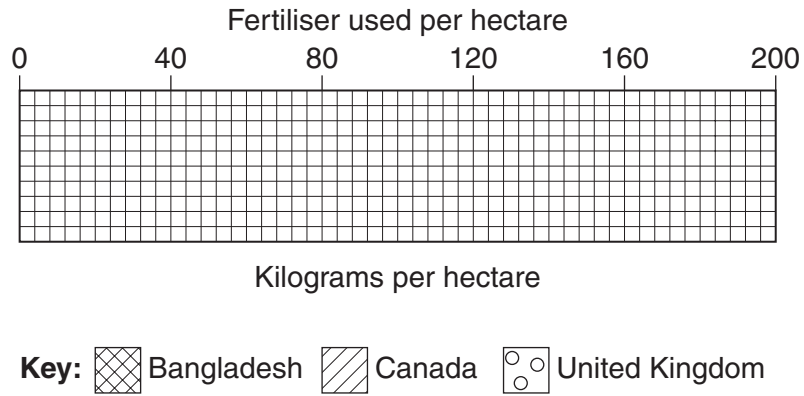 Fertiliser used per hectare
0 40 80 120 160 200
Kilograms per hectare
Key: Bangladesh Canada United Kingdom